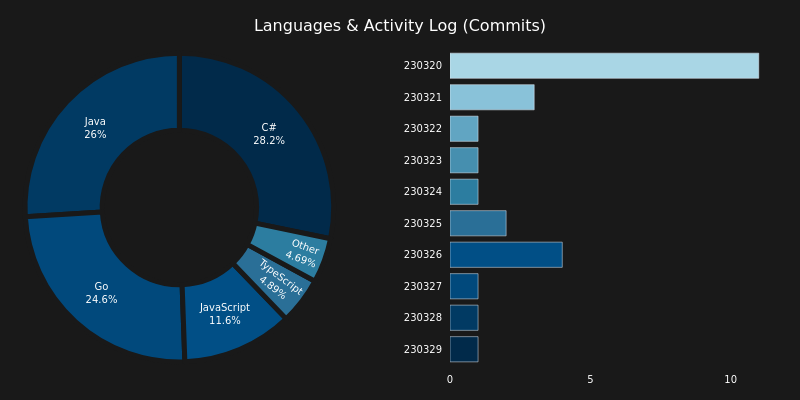 Languages & Activity Log (Commits)
Java
26%
C#
28.2%
Other
4.69%
TypeScript
4.89%
JavaScript
11.6%
Go
24.6%
230320
230321
230322
230323
230324
230325
230326
230327
230328
230329
0 5 10